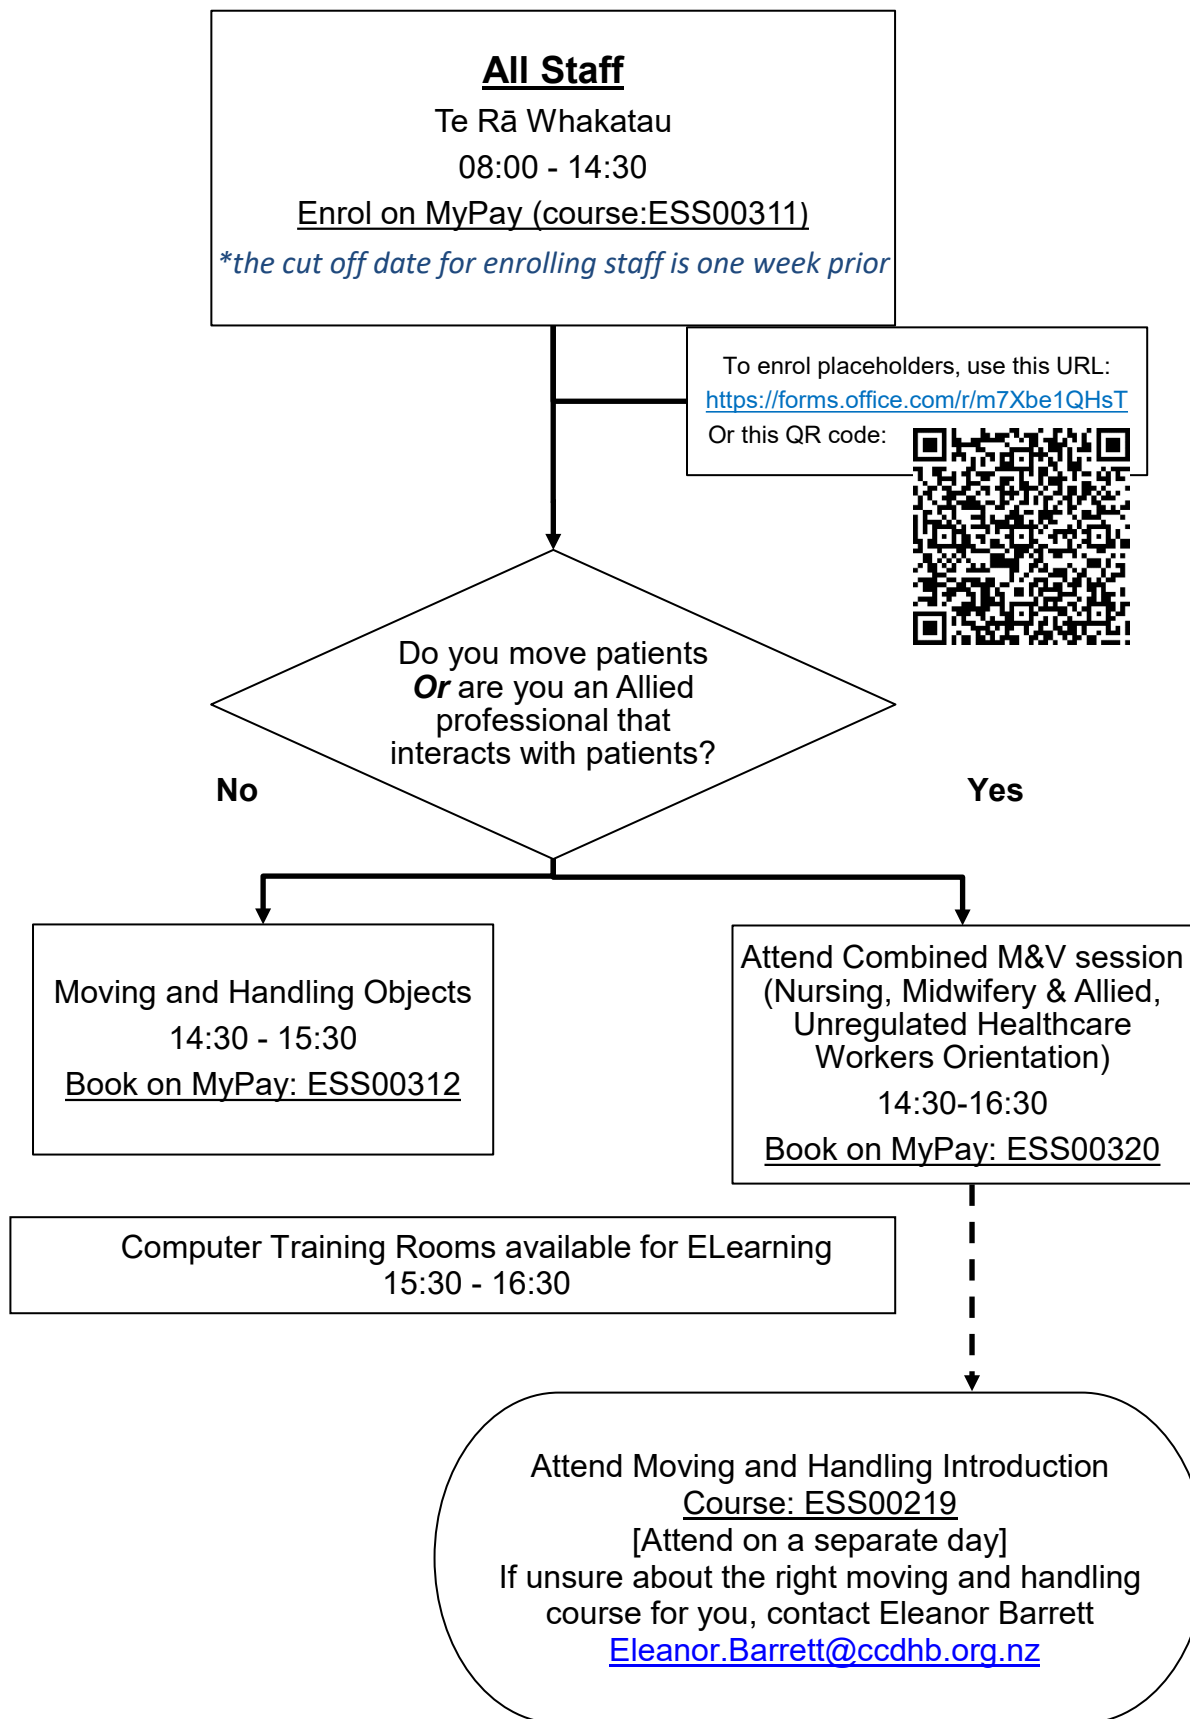 All Staff
Te Rā Whakatau
08:00 - 14:30
Enrol on MyPay (course:ESS00311)
*the cut off date for enrolling staff is one week prior
To enrol placeholders, use this URL:
https://forms.office.com/r/m7Xbe1QHsT
Or this QR code:
Do you move patients
Or are you an Allied
professional that
interacts with patients?
No
Yes
Moving and Handling Objects
14:30 - 15:30
Book on MyPay: ESS00312
Attend Combined M&V session
(Nursing, Midwifery & Allied,
Unregulated Healthcare
Workers Orientation)
14:30-16:30
Book on MyPay: ESS00320
Computer Training Rooms available for ELearning
15:30 - 16:30
Attend Moving and Handling Introduction
Course: ESS00219
[Attend on a separate day]
If unsure about the right moving and handling
course for you, contact Eleanor Barrett
Eleanor.Barrett@ccdhb.org.nz